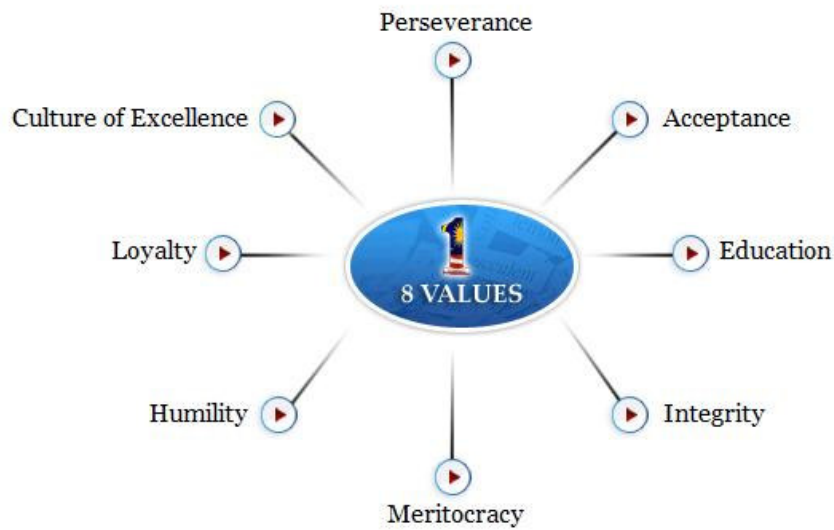 Perseverance
Culture of Excellence
Acceptance
Loyalty
1
8 VALUES
Education
Humility
Integrity
Meritocracy